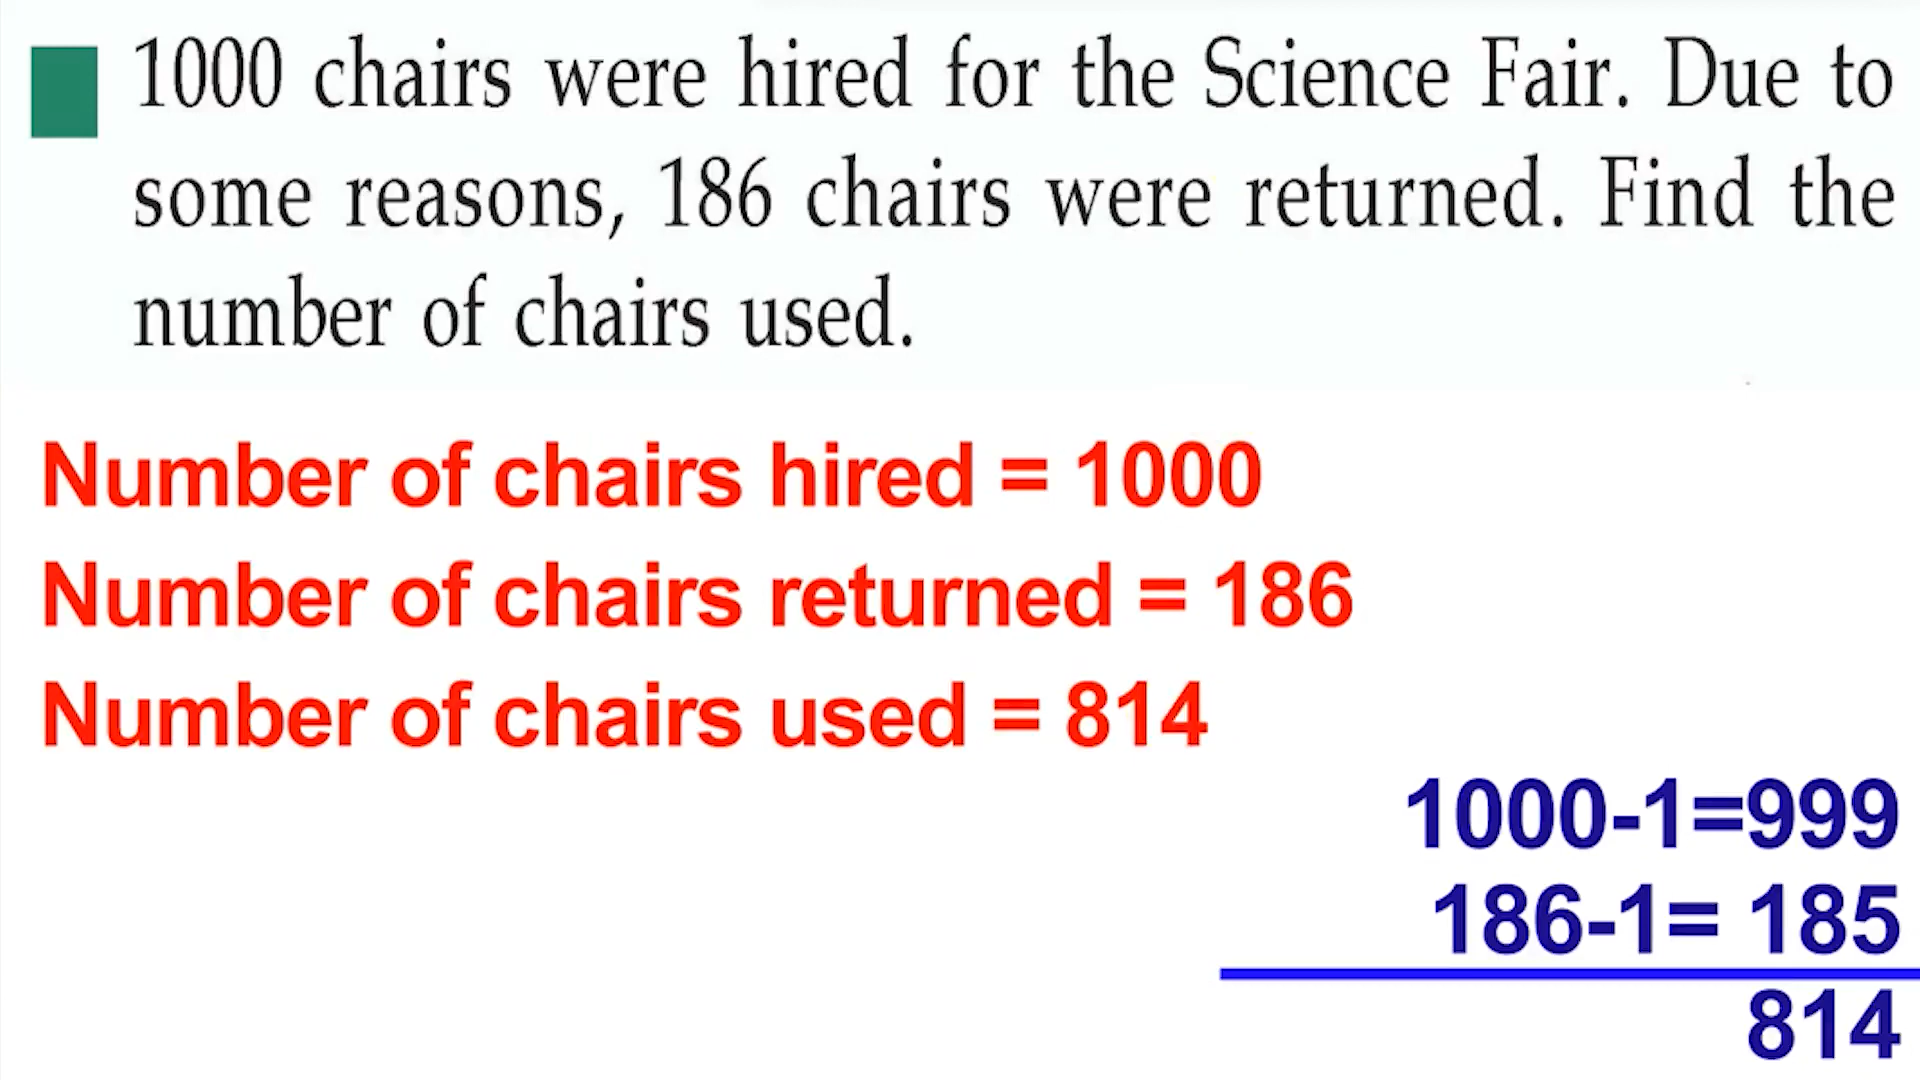 1000 chairs were hired for the Science Fair. Due to
some reasons, 186 chairs were returned. Find the
number of chairs used.
Number of chairs hired = 1000
Number of chairs returned = 186
Number of chairs used = 814
1000-1=999
186-1= 185
814